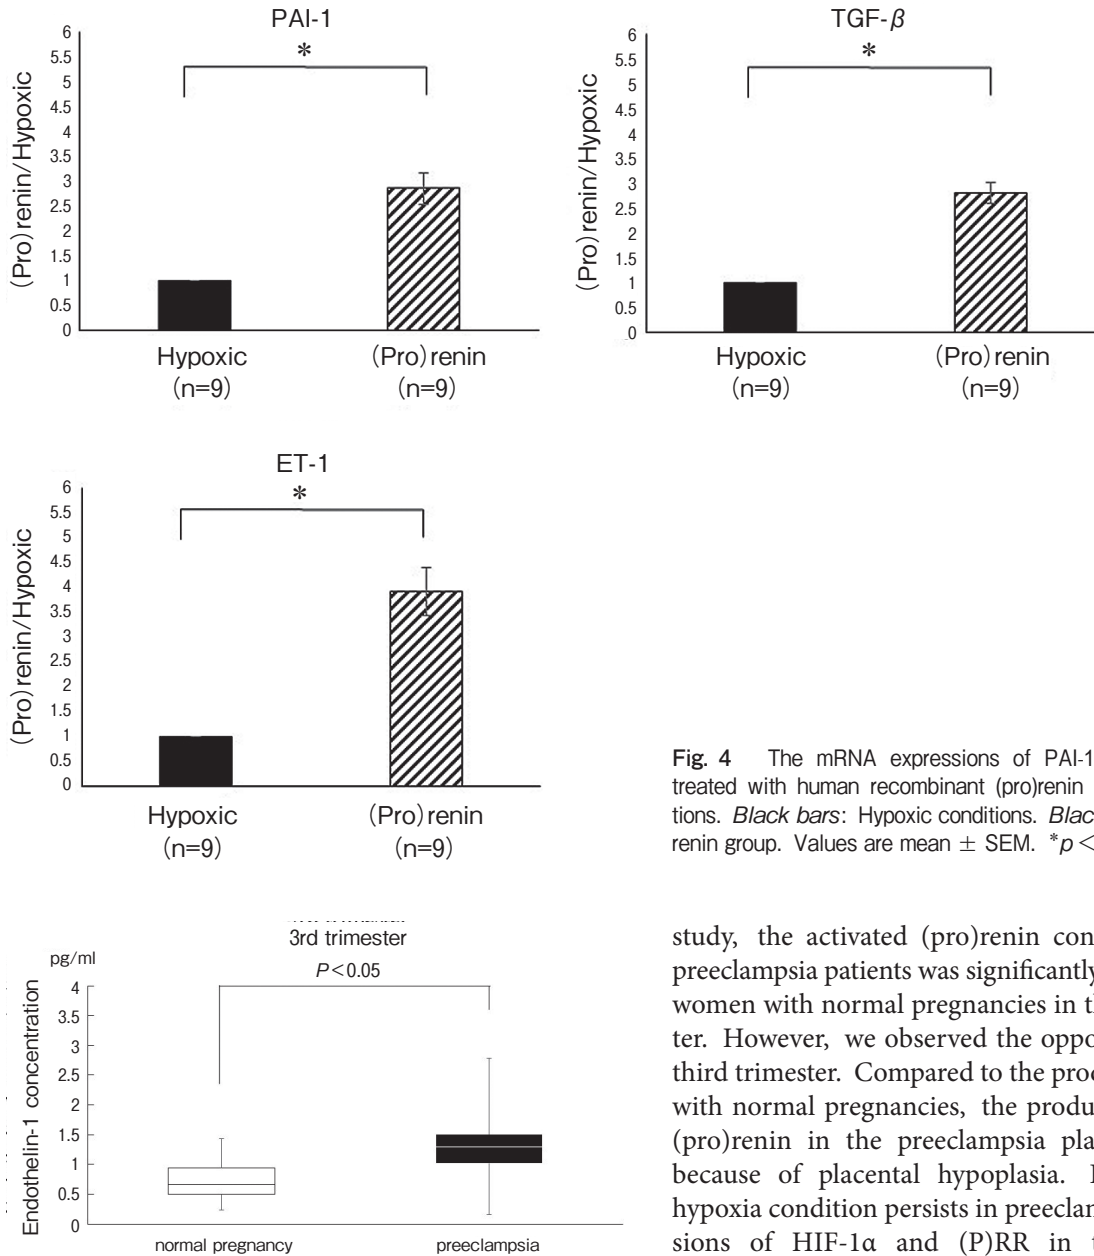 PAI-1
*
(Pro)renin/Hypoxic
6
5.5
5
4.5
4
3.5
3
2.5
2
1.5
1
0.5
0
Hypoxic (Pro)renin
(n=9) (n=9)
TGF-β
*
(Pro)renin/Hypoxic
6
5.5
5
4.5
4
3.5
3
2.5
2
1.5
1
0.5
0
Hypoxic (Pro)renin
(n=9) (n=9)
ET-1
*
(Pro)renin/Hypoxic
6
5.5
5
4.5
4
3.5
3
2.5
2
1.5
1
0.5
0
Hypoxic (Pro)renin
(n=9) (n=9)
Fig. 4 The mRNA expressions of PAI-1
treated with human recombinant (pro)renin
tions. Black bars: Hypoxic conditions. Blac
renin group. Values are mean ± SEM. *p<
3rd trimester
pg/ml
P<0.05
Endothelin-1 concentration
4
3.5
3
2.5
2
1.5
1
0.5
0
normal pregnancy preeclampsia
study, the activated (pro)renin con
preeclampsia patients was significantly
women with normal pregnancies in t
ter. However, we observed the oppo
third trimester. Compared to the pro
with normal pregnancies, the produ
(pro)renin in the preeclampsia pla
because of placental hypoplasia.
hypoxia condition persists in preeclam
sions of HIF-1α and (P)RR in t